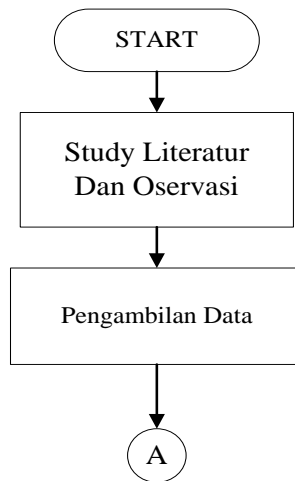 START
Study Literatur
Dan Oservasi
Pengambilan Data
A